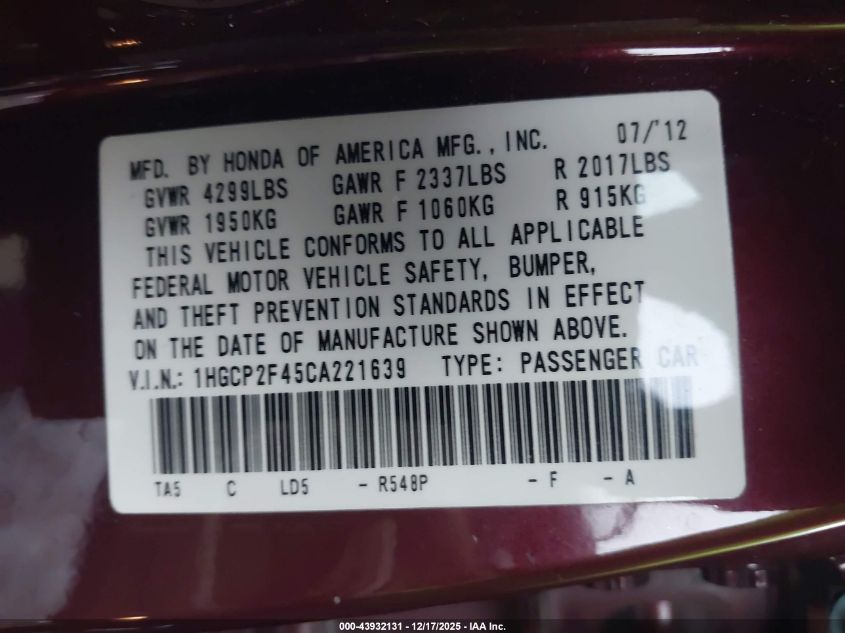 MFD. BY HONDA OF AMERICA MFG., INC. 07/'12
GVWR 4299LBS GAWR F 2337LBS R 2017LBS
GVWR 1950KG GAWR F 1060KG R 915KG
THIS VEHICLE CONFORMS TO ALL APPLICABLE
FEDERAL MOTOR VEHICLE SAFETY, BUMPER,
AND THEFT PREVENTION STANDARDS IN EFFECT
ON THE DATE OF MANUFACTURE SHOWN ABOVE.
V.I.N.: 1HGCP2F45CA221639 TYPE: PASSENGER CAR
TA5 C LD5 - R548P - F - A
000-43932131 - 12/17/2025 - IAA Inc.